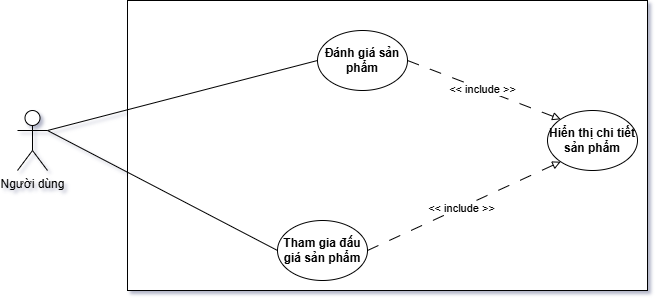 Đánh giá sản
phẩm
<< include >>
Hiển thị chi tiết
sản phẩm
Người dùng
<< include >>
Tham gia đấu
giá sản phẩm